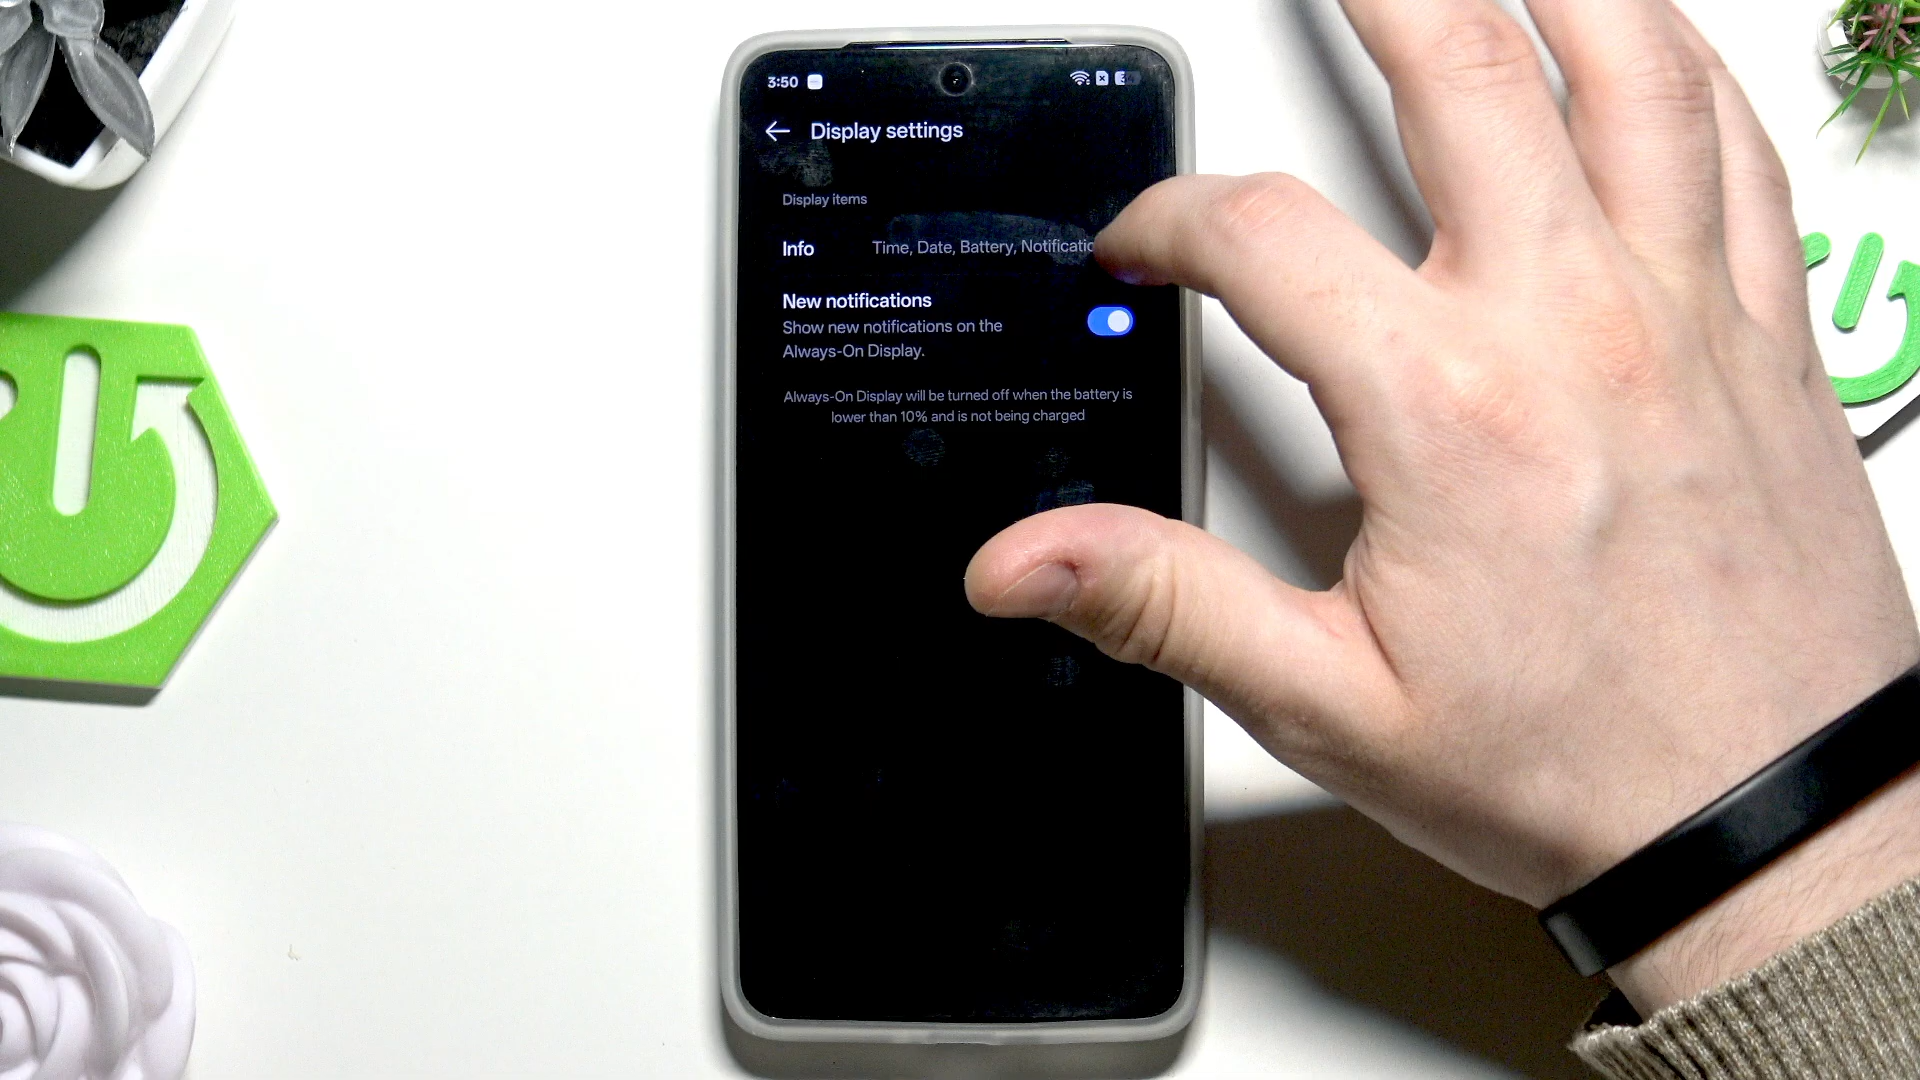 3:50
Display settings
Display items
Info Time, Date, Battery,
New notifications
Show new notifications on the
Always-On Display.
Always-On Display will be turned off when the battery is
lower than 10% and is not being charged